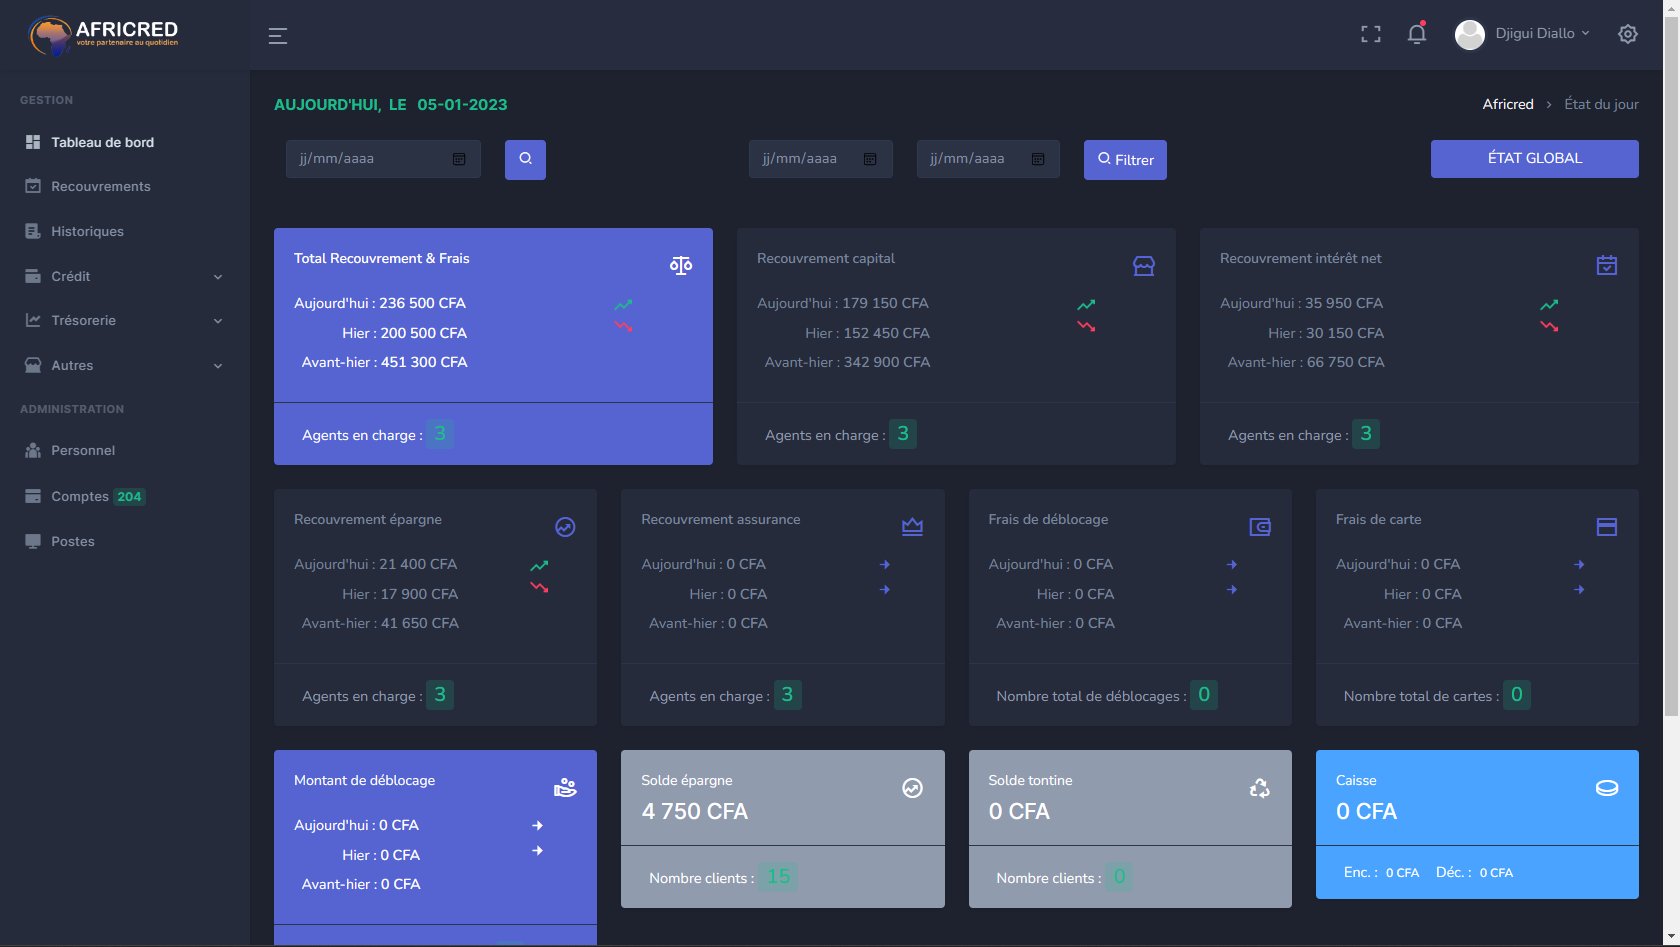 AFRICRED
votre partenaire au quotidien
Djigui Diallo
GESTION
Tableau de bord
Recouvrements
Historiques
Crédit
Trésorerie
Autres
ADMINISTRATION
Personnel
Comptes 204
Postes
AUJOURD'HUI, LE 05-01-2023
Africred > État du jour
jj/mm/aaaa
jj/mm/aaaa
jj/mm/aaaa
Filtrer
ÉTAT GLOBAL
Total Recouvrement & Frais
Aujourd'hui : 236 500 CFA
Hier : 200 500 CFA
Avant-hier : 451 300 CFA
Agents en charge : 3
Recouvrement capital
Aujourd'hui : 179 150 CFA
Hier : 152 450 CFA
Avant-hier : 342 900 CFA
Agents en charge : 3
Recouvrement intérêt net
Aujourd'hui : 35 950 CFA
Hier : 30 150 CFA
Avant-hier : 66 750 CFA
Agents en charge : 3
Recouvrement épargne
Aujourd'hui : 21 400 CFA
Hier : 17 900 CFA
Avant-hier : 41 650 CFA
Agents en charge : 3
Recouvrement assurance
Aujourd'hui : 0 CFA
Hier : 0 CFA
Avant-hier : 0 CFA
Agents en charge : 3
Frais de déblocage
Aujourd'hui : 0 CFA
Hier : 0 CFA
Avant-hier : 0 CFA
Nombre total de déblocages : 0
Frais de carte
Aujourd'hui : 0 CFA
Hier : 0 CFA
Avant-hier : 0 CFA
Nombre total de cartes : 0
Montant de déblocage
Aujourd'hui : 0 CFA
Hier : 0 CFA
Avant-hier : 0 CFA
Solde épargne
4 750 CFA
Nombre clients : 15
Solde tontine
0 CFA
Nombre clients : 0
Caisse
0 CFA
Enc. : 0 CFA Déc. : 0 CFA